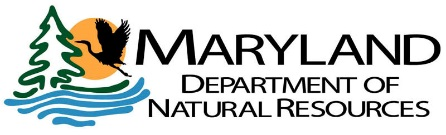 MARYLAND
DEPARTMENT OF
NATURAL RESOURCES